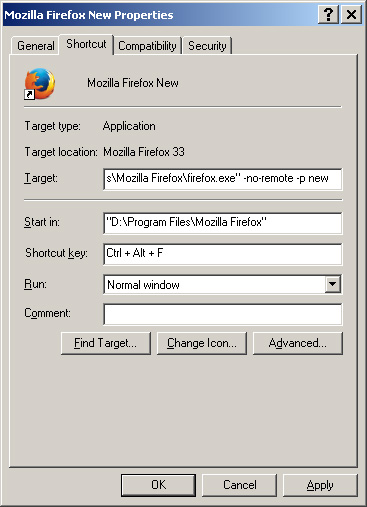 Mozilla Firefox New Properties
General Shortcut Compatibility Security
Mozilla Firefox New
Target type: Application
Target location: Mozilla Firefox 33
Target: s\Mozilla Firefox\firefox.exe" -no-remote -p new
Start in: "D:\Program Files\Mozilla Firefox"
Shortcut key: Ctrl + Alt + F
Run: Normal window
Comment:
Find Target... Change Icon... Advanced...
OK Cancel Apply